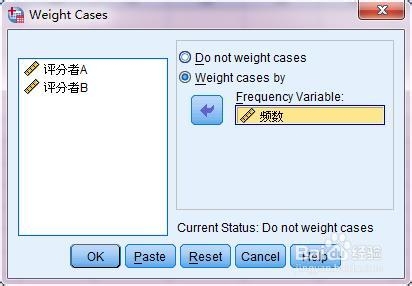 Weight Cases
评分者A
评分者B
Do not weight cases
Weight cases by
Frequency Variable:
频数
Current Status: Do not weight cases
OK
Paste
Reset
Cancel
Help
Baidu 经验